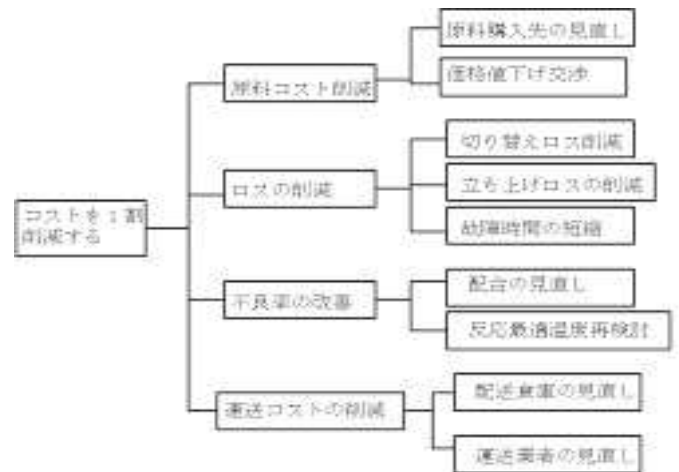 コストを1割
削減する
原料コスト削減
原料購入先の見直し
価格値下げ交渉
ロスの削減
切り替えロス削減
立ち上げロスの削減
故障時間の短縮
不良率の改善
配合の見直し
反応最適温度再検討
運送コストの削減
配送倉庫の見直し
運送業者の見直し